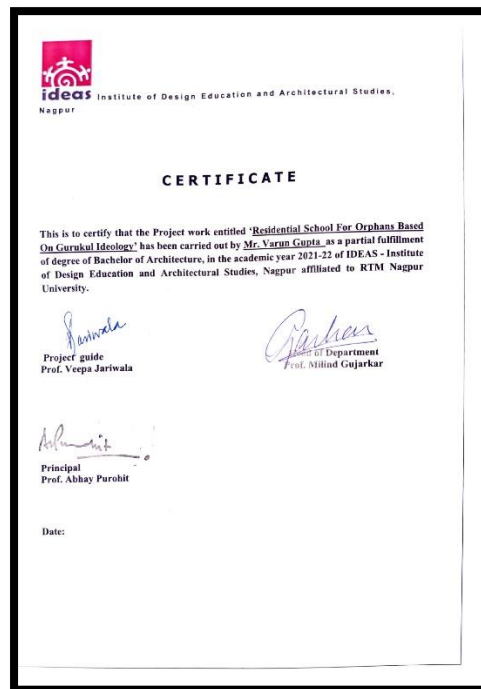 ideas Institute of Design Education and Architectural Studies,
Nagpur
CERTIFICATE
This is to certify that the Project work entitled ‘Residential School For Orphans Based
On Gurukul Ideology’ has been carried out by Mr. Varun Gupta as a partial fulfillment
of degree of Bachelor of Architecture, in the academic year 2021-22 of IDEAS - Institute
of Design Education and Architectural Studies, Nagpur affiliated to RTM Nagpur
University.
Jariwala
Project guide
Prof. Veepa Jariwala
Head of Department
Prof. Milind Gujarkar
Principal
Prof. Abhay Purohit
Date: